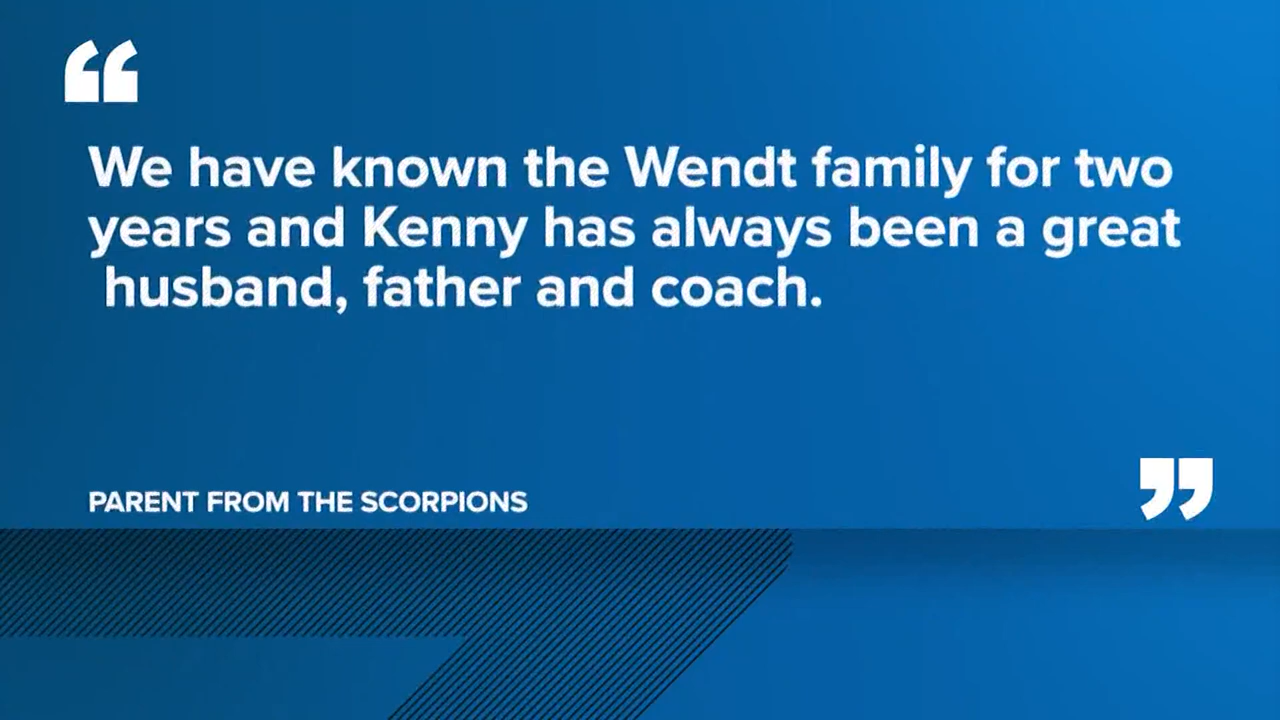 “
We have known the Wendt family for two
years and Kenny has always been a great
husband, father and coach.
”
PARENT FROM THE SCORPIONS